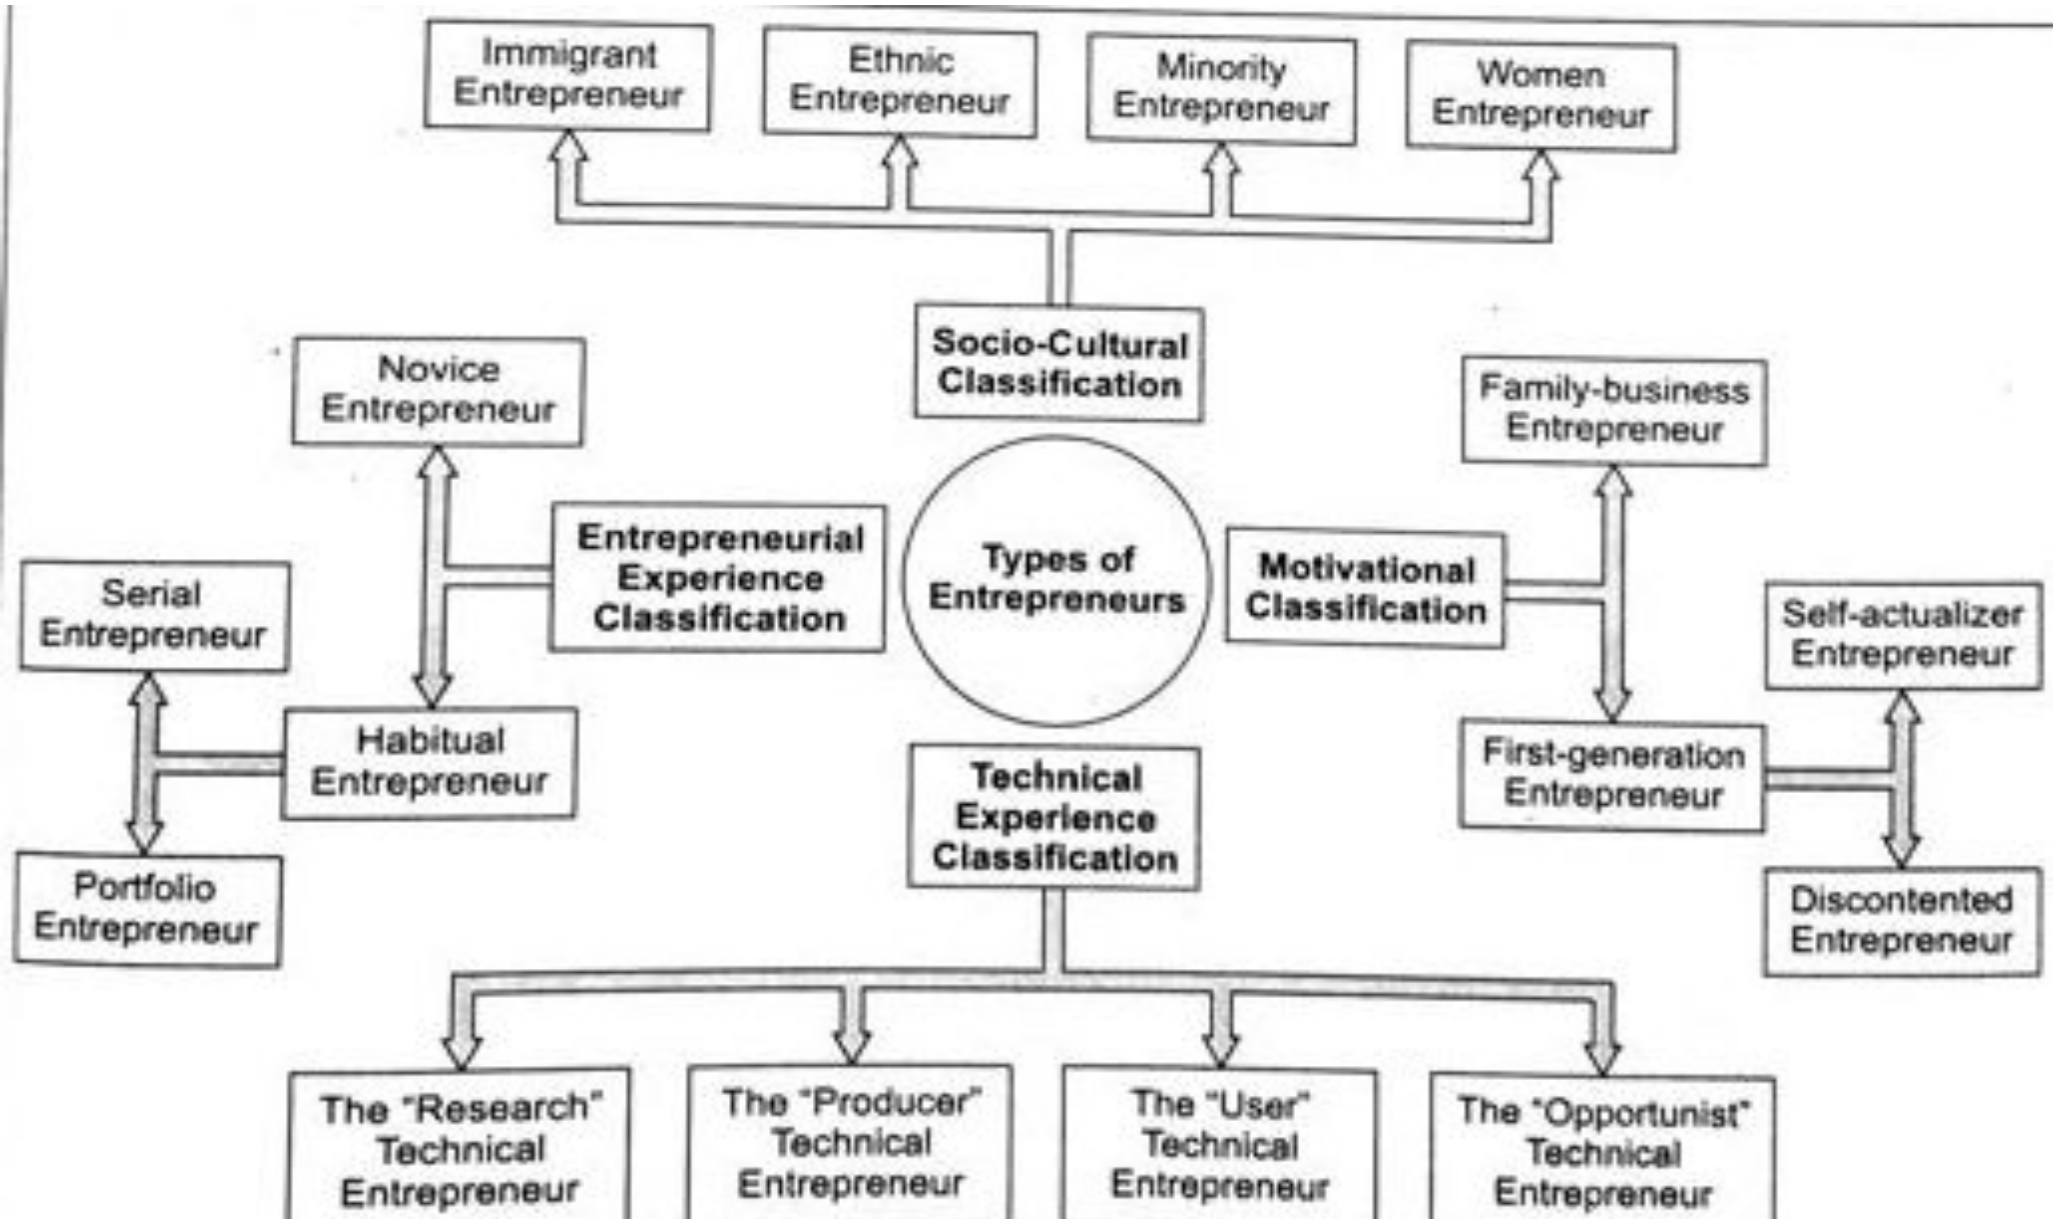 Immigrant
Entrepreneur
Ethnic
Entrepreneur
Minority
Entrepreneur
Women
Entrepreneur
Socio-Cultural
Classification
Novice
Entrepreneur
Family-business
Entrepreneur
Entrepreneurial
Experience
Classification
Types of
Entrepreneurs
Motivational
Classification
Serial
Entrepreneur
Self-actualizer
Entrepreneur
Habitual
Entrepreneur
First-generation
Entrepreneur
Technical
Experience
Classification
Portfolio
Entrepreneur
Discontented
Entrepreneur
The "Research"
Technical
Entrepreneur
The "Producer"
Technical
Entrepreneur
The "User"
Technical
Entrepreneur
The "Opportunist"
Technical
Entrepreneur